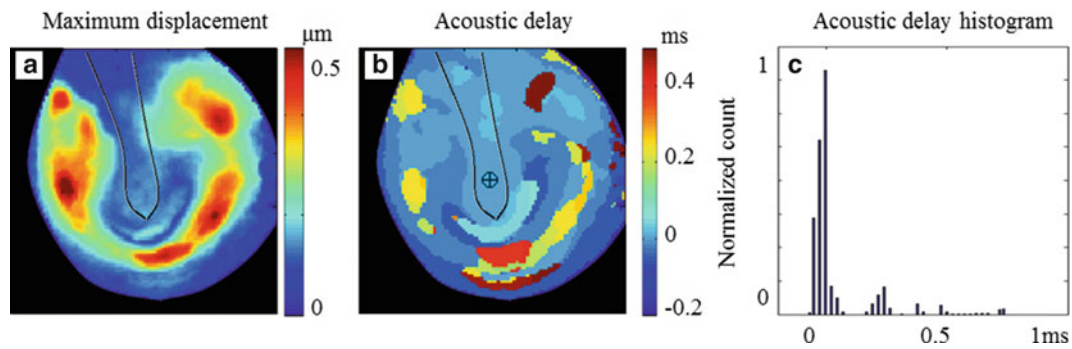 Maximum displacement
Acoustic delay
Acoustic delay histogram
a
μm
0.5
0
b
ms
0.4
0.2
0
-0.2
c
Normalized count
1
0
0
0.5
1ms